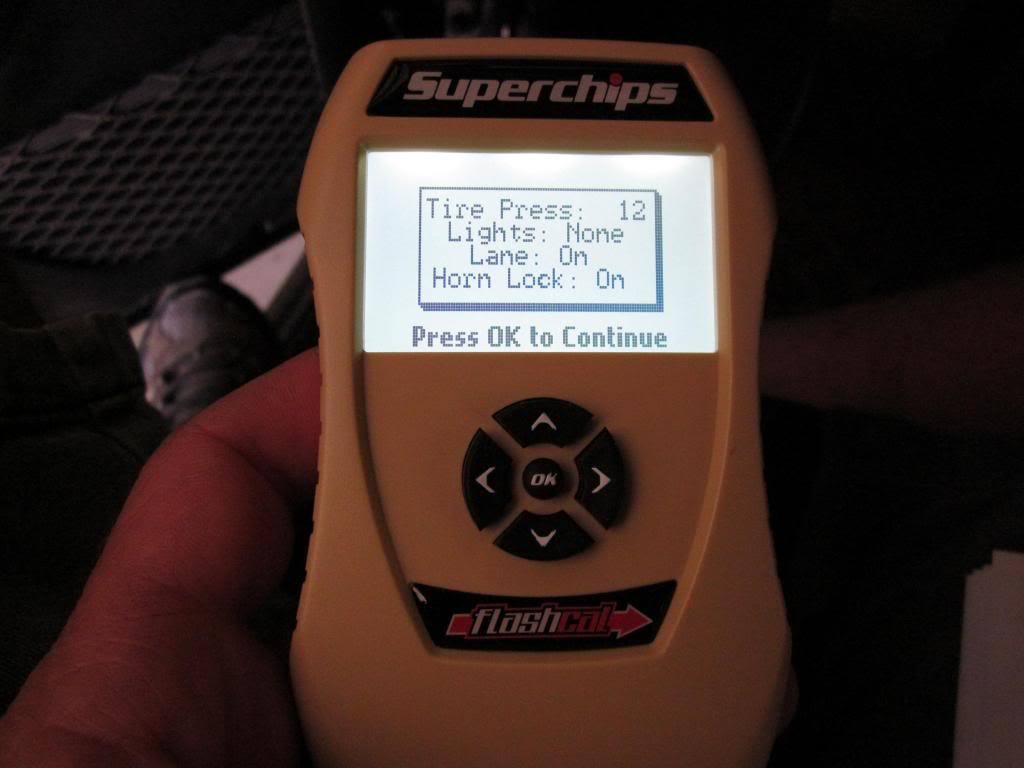 Superchips
Tire Press: 12
Lights: None
Lane: On
Horn Lock: On
Press OK to Continue
OK
flashcal